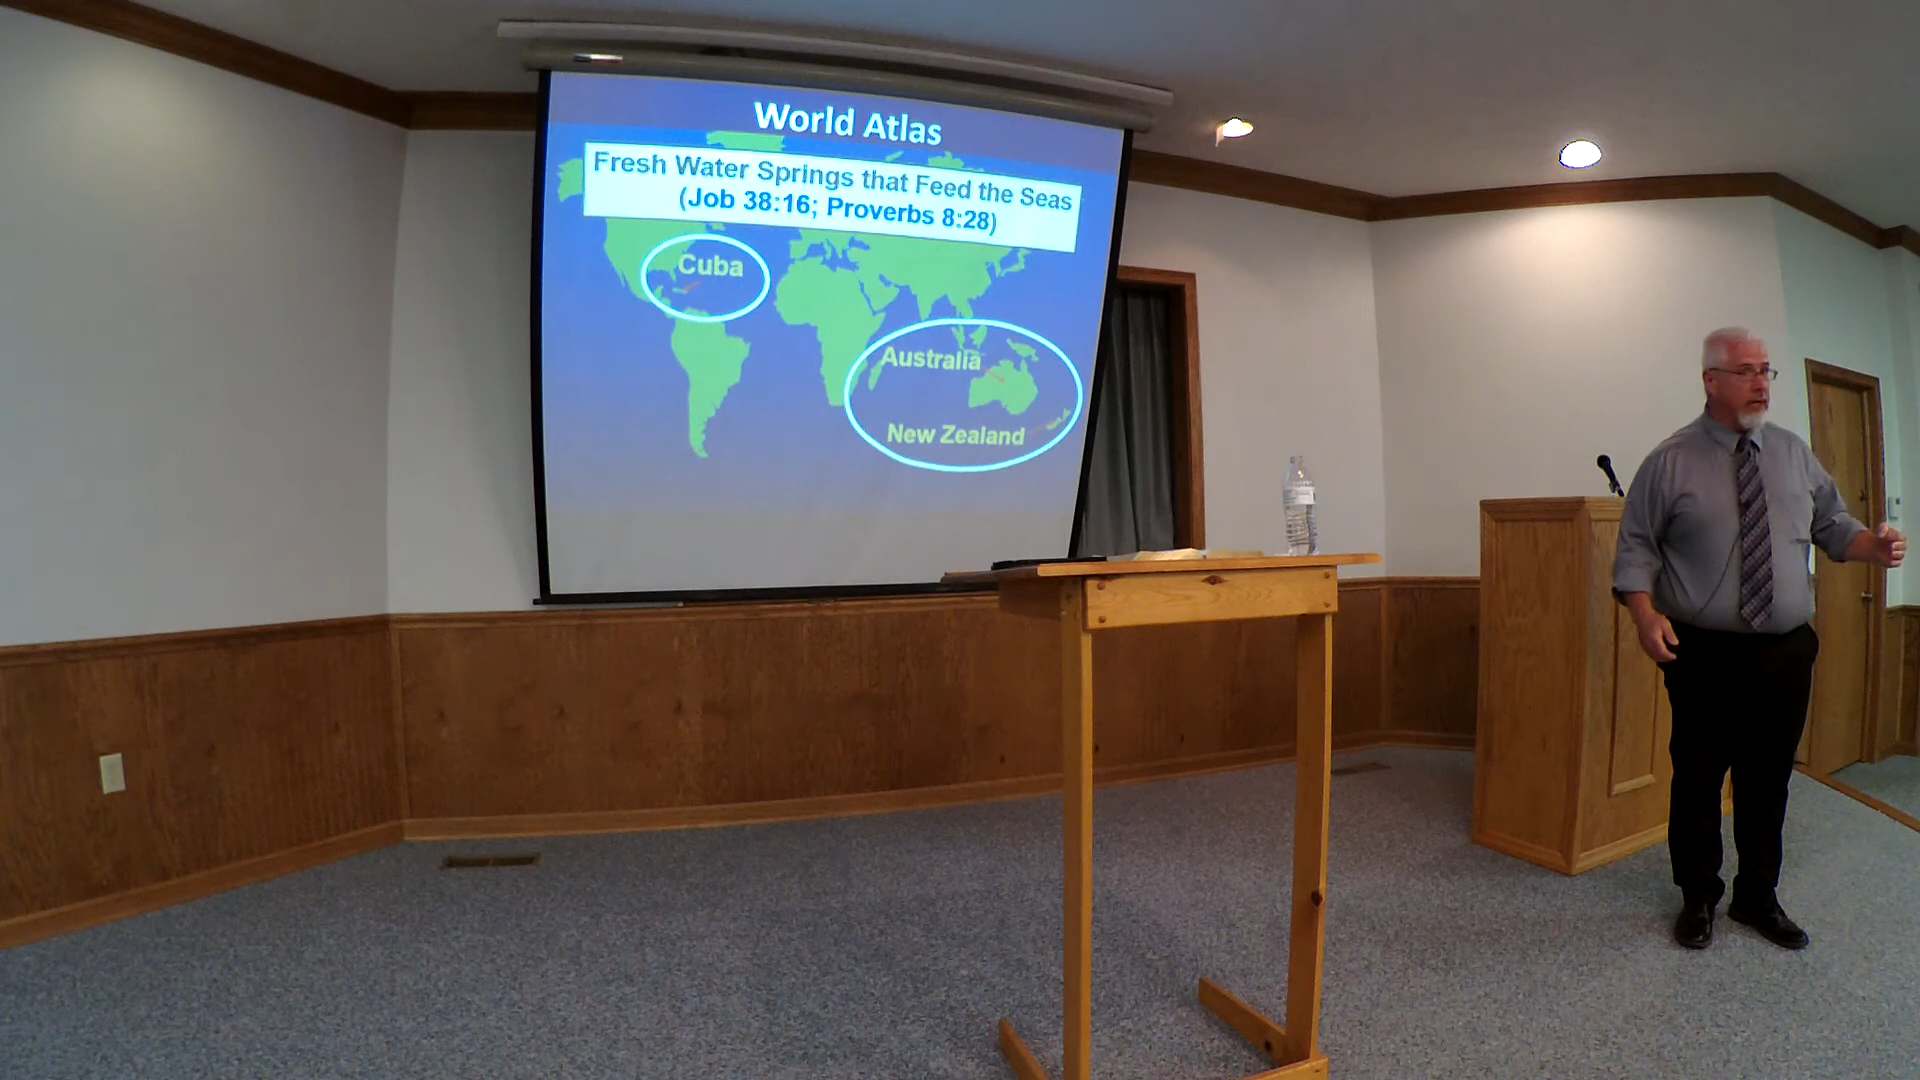 World Atlas
Fresh Water Springs that Feed the Seas
(Job 38:16; Proverbs 8:28)
Cuba
Australia
New Zealand